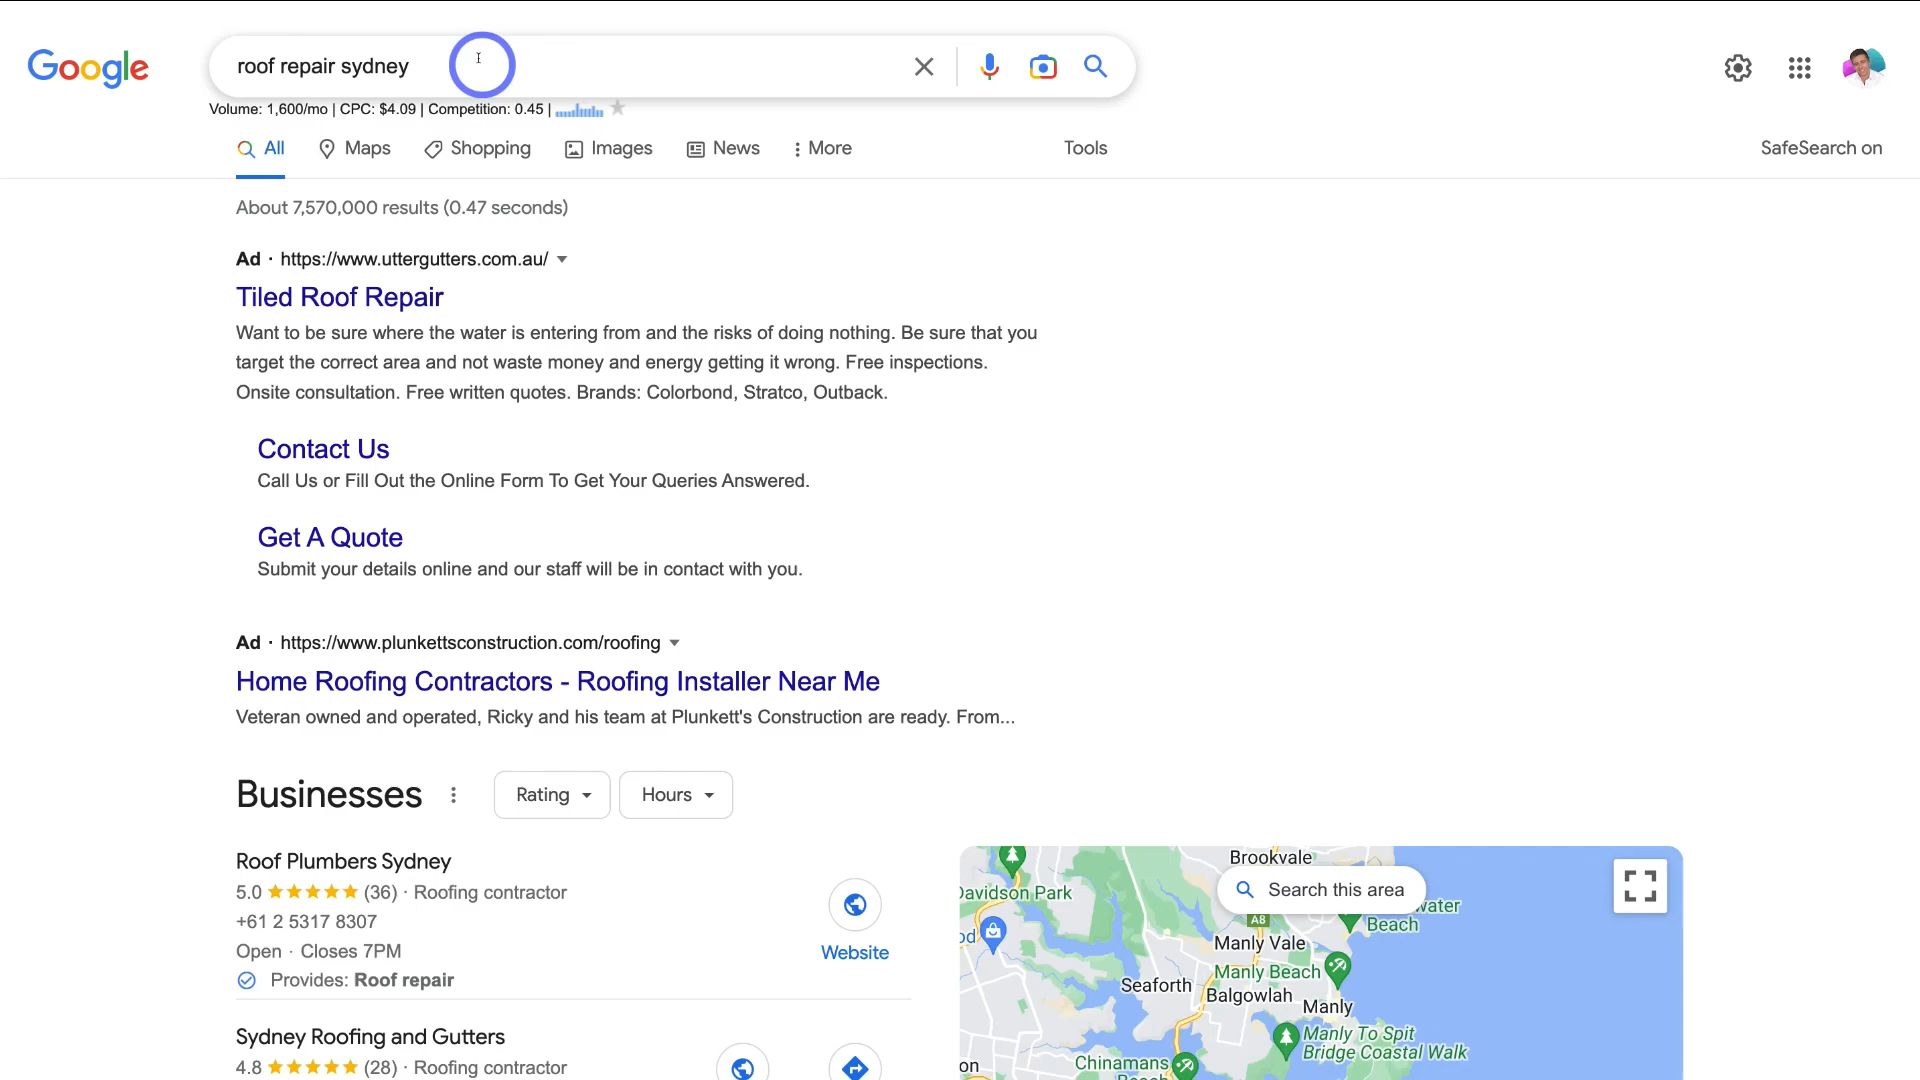 Google
roof repair sydney
Volume: 1,600/mo | CPC: $4.09 | Competition: 0.45 |
All
Maps
Shopping
Images
News
More
Tools
SafeSearch on
About 7,570,000 results (0.47 seconds)
Ad · https://www.uttergutters.com.au/
Tiled Roof Repair
Want to be sure where the water is entering from and the risks of doing nothing. Be sure that you
target the correct area and not waste money and energy getting it wrong. Free inspections.
Onsite consultation. Free written quotes. Brands: Colorbond, Stratco, Outback.
Contact Us
Call Us or Fill Out the Online Form To Get Your Queries Answered.
Get A Quote
Submit your details online and our staff will be in contact with you.
Ad · https://www.plunkettsconstruction.com/roofing
Home Roofing Contractors - Roofing Installer Near Me
Veteran owned and operated, Ricky and his team at Plunkett's Construction are ready. From...
Businesses
Rating
Hours
Roof Plumbers Sydney
5.0 ★★★★★ (36) · Roofing contractor
+61 2 5317 8307
Open · Closes 7PM
Provides: Roof repair
Website
Sydney Roofing and Gutters
4.8 ★★★★★ (28) · Roofing contractor
Brookvale
Davidson Park
Search this area
water
Beach
A8
od
Manly Vale
Manly Beach
Seaforth
Balgowlah
Manly
Manly To Spit
Bridge Coastal Walk
Chinamans
Beach
on